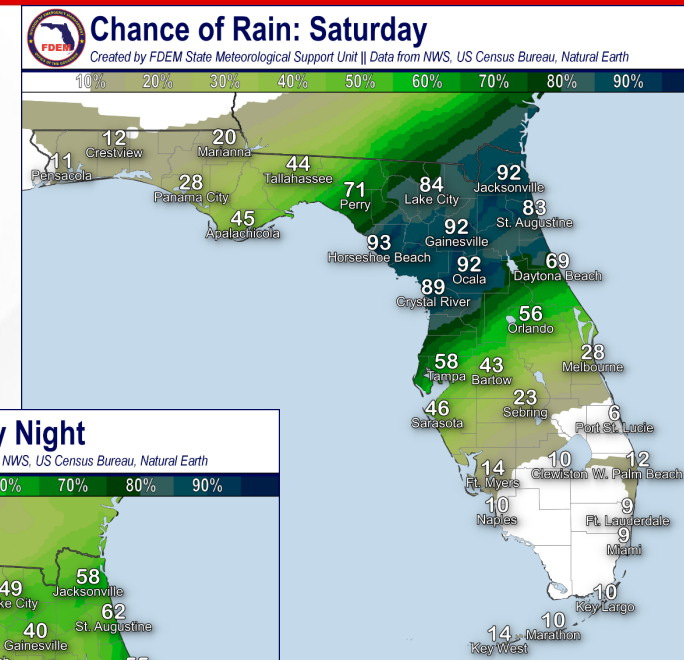 FDEM
Chance of Rain: Saturday
Created by FDEM State Meteorological Support Unit || Data from NWS, US Census Bureau, Natural Earth
10% 20% 30% 40% 50% 60% 70% 80% 90%
12
Crestview
20
Marianna
11
Pensacola
28
Panama City
44
Tallahassee
45
Apalachicola
71
Perry
84
Lake City
92
Jacksonville
83
St. Augustine
92
Gainesville
93
Horseshoe Beach
92
Ocala
69
Daytona Beach
89
Crystal River
56
Orlando
58
Tampa
43
Bartow
28
Melbourne
46
Sarasota
23
Sebring
6
Port St. Lucie
14
Ft. Myers
10
Clewiston
12
W. Palm Beach
10
Naples
9
Ft. Lauderdale
9
Miami
10
Key Largo
10
Marathon
14
Key West
y Night
NWS, US Census Bureau, Natural Earth
0% 70% 80% 90%
49
ke City
58
Jacksonville
62
St. Augustine
40
Gainesville